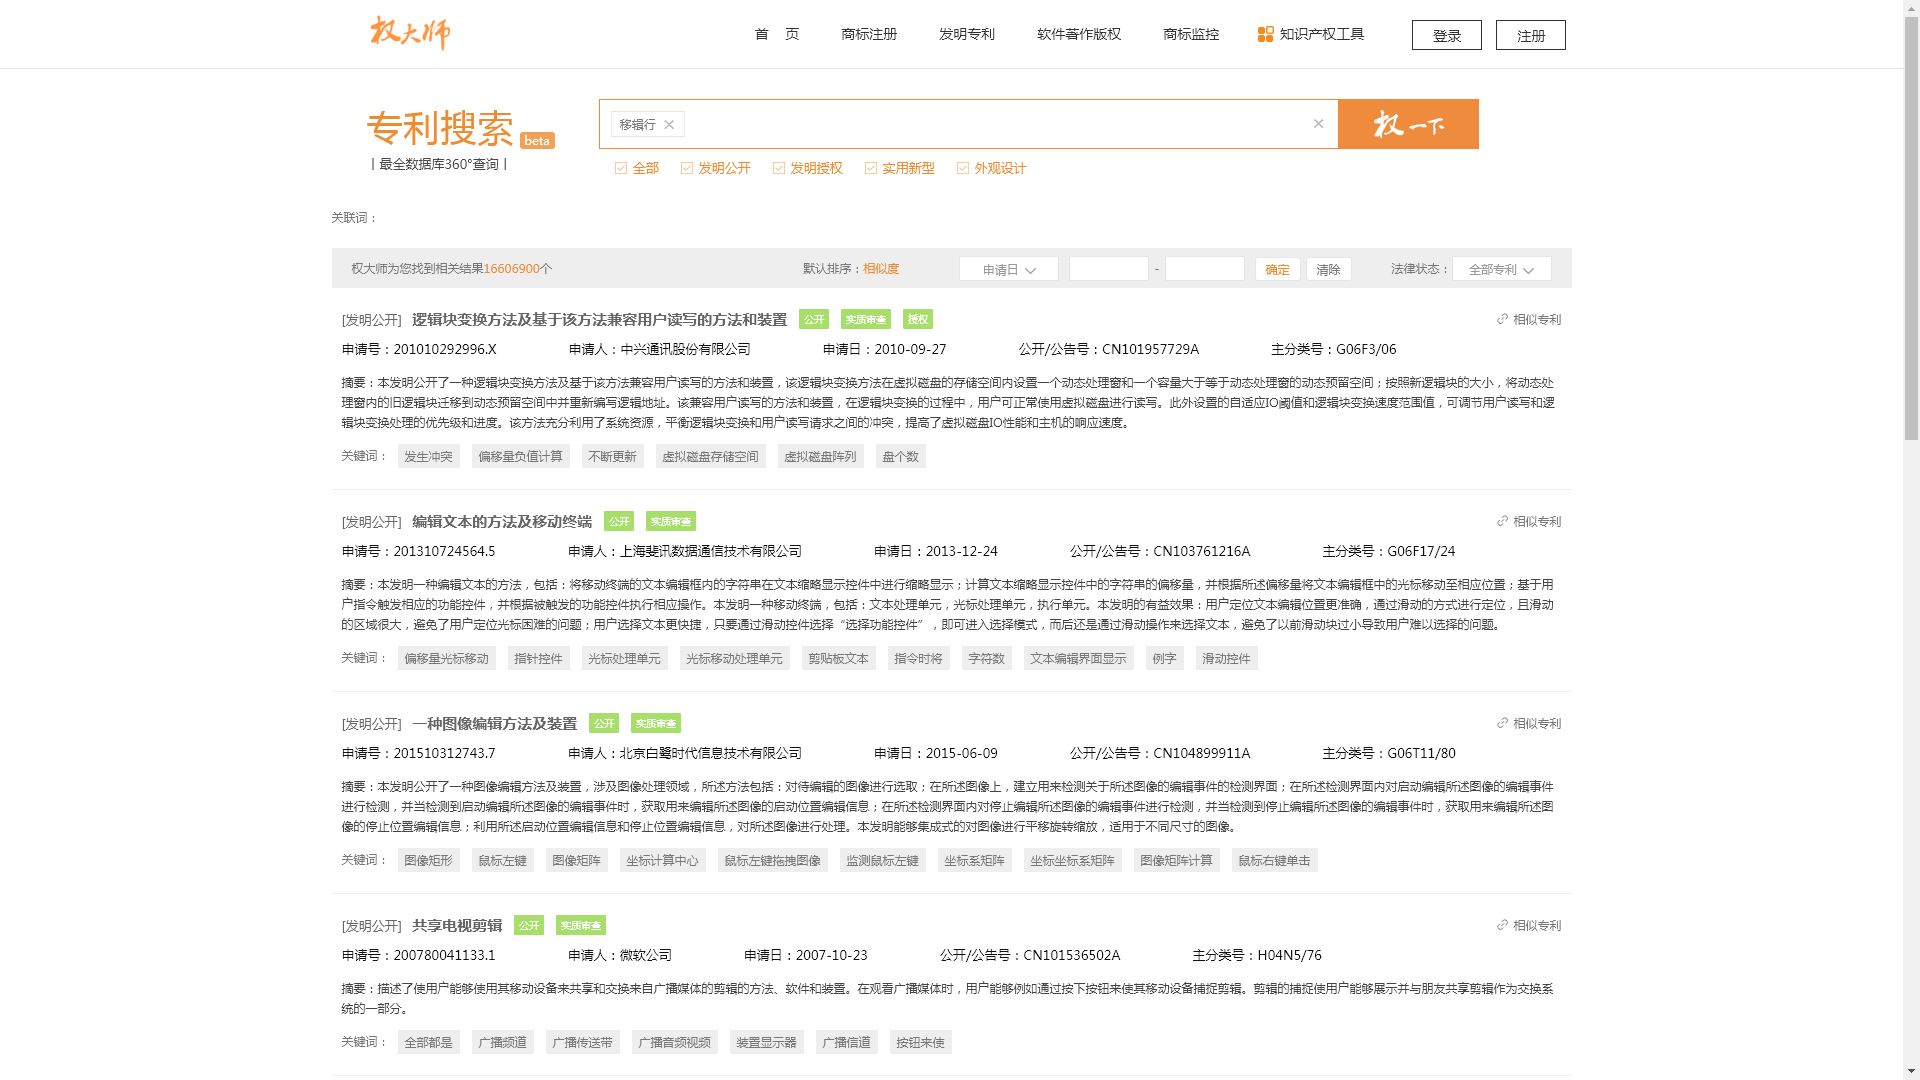 权大师
首 页 商标注册 发明专利 软件著作版权 商标监控 知识产权工具 登录 注册
专利搜索 beta
丨最全数据库360°查询丨
移辑行
权一下
全部 发明公开 发明授权 实用新型 外观设计
关联词：
权大师为您找到相关结果16606900个 默认排序：相似度 申请日 - 确定 清除 法律状态： 全部专利
[发明公开] 逻辑块变换方法及基于该方法兼容用户读写的方法和装置 公开 实质审查 授权 相似专利
申请号：201010292996.X 申请人：中兴通讯股份有限公司 申请日：2010-09-27 公开/公告号：CN101957729A 主分类号：G06F3/06
摘要：本发明公开了一种逻辑块变换方法及基于该方法兼容用户读写的方法和装置，该逻辑块变换方法在虚拟磁盘的存储空间内设置一个动态处理窗和一个容量大于等于动态处理窗的动态预留空间；按照新逻辑块的大小，将动态处
理窗内的旧逻辑块迁移到动态预留空间中并重新编写逻辑地址。该兼容用户读写的方法和装置，在逻辑块变换的过程中，用户可正常使用虚拟磁盘进行读写。此外设置的自适应IO阈值和逻辑块变换速度范围值，可调节用户读写和逻
辑块变换处理的优先级和进度。该方法充分利用了系统资源，平衡逻辑块变换和用户读写请求之间的冲突，提高了虚拟磁盘IO性能和主机的响应速度。
关键词： 发生冲突 偏移量负值计算 不断更新 虚拟磁盘存储空间 虚拟磁盘阵列 盘个数
[发明公开] 编辑文本的方法及移动终端 公开 实质审查 相似专利
申请号：201310724564.5 申请人：上海斐讯数据通信技术有限公司 申请日：2013-12-24 公开/公告号：CN103761216A 主分类号：G06F17/24
摘要：本发明一种编辑文本的方法，包括：将移动终端的文本编辑框内的字符串在文本缩略显示控件中进行缩略显示；计算文本缩略显示控件中的字符串的偏移量，并根据所述偏移量将文本编辑框中的光标移动至相应位置；基于用
户指令触发相应的功能控件，并根据被触发的功能控件执行相应操作。本发明一种移动终端，包括：文本处理单元，光标处理单元，执行单元。本发明的有益效果：用户定位文本编辑位置更准确，通过滑动的方式进行定位，且滑动
的区域很大，避免了用户定位光标困难的问题；用户选择文本更快捷，只要通过滑动控件选择“选择功能控件”，即可进入选择模式，而后还是通过滑动操作来选择文本，避免了以前滑动块过小导致用户难以选择的问题。
关键词： 偏移量光标移动 指针控件 光标处理单元 光标移动处理单元 剪贴板文本 指令时将 字符数 文本编辑界面显示 例字 滑动控件
[发明公开] 一种图像编辑方法及装置 公开 实质审查 相似专利
申请号：201510312743.7 申请人：北京白鹭时代信息技术有限公司 申请日：2015-06-09 公开/公告号：CN104899911A 主分类号：G06T11/80
摘要：本发明公开了一种图像编辑方法及装置，涉及图像处理领域，所述方法包括：对待编辑的图像进行选取；在所述图像上，建立用来检测关于所述图像的编辑事件的检测界面；在所述检测界面内对启动编辑所述图像的编辑事件
进行检测，并当检测到启动编辑所述图像的编辑事件时，获取用来编辑所述图像的启动位置编辑信息；在所述检测界面内对停止编辑所述图像的编辑事件进行检测，并当检测到停止编辑所述图像的编辑事件时，获取用来编辑所述图
像的停止位置编辑信息；利用所述启动位置编辑信息和停止位置编辑信息，对所述图像进行处理。本发明能够集成式的对图像进行平移旋转缩放，适用于不同尺寸的图像。
关键词： 图像矩形 鼠标左键 图像矩阵 坐标计算中心 鼠标左键拖拽图像 监测鼠标左键 坐标系矩阵 坐标坐标系矩阵 图像矩阵计算 鼠标右键单击
[发明公开] 共享电视剪辑 公开 实质审查 相似专利
申请号：200780041133.1 申请人：微软公司 申请日：2007-10-23 公开/公告号：CN101536502A 主分类号：H04N5/76
摘要：描述了使用户能够使用其移动设备来共享和交换来自广播媒体的剪辑的方法、软件和装置。在观看广播媒体时，用户能够例如通过按下按钮来使其移动设备捕捉剪辑。剪辑的捕捉使用户能够展示并与朋友共享剪辑作为交换系
统的一部分。
关键词： 全部都是 广播频道 广播传送带 广播音频视频 装置显示器 广播信道 按钮来使